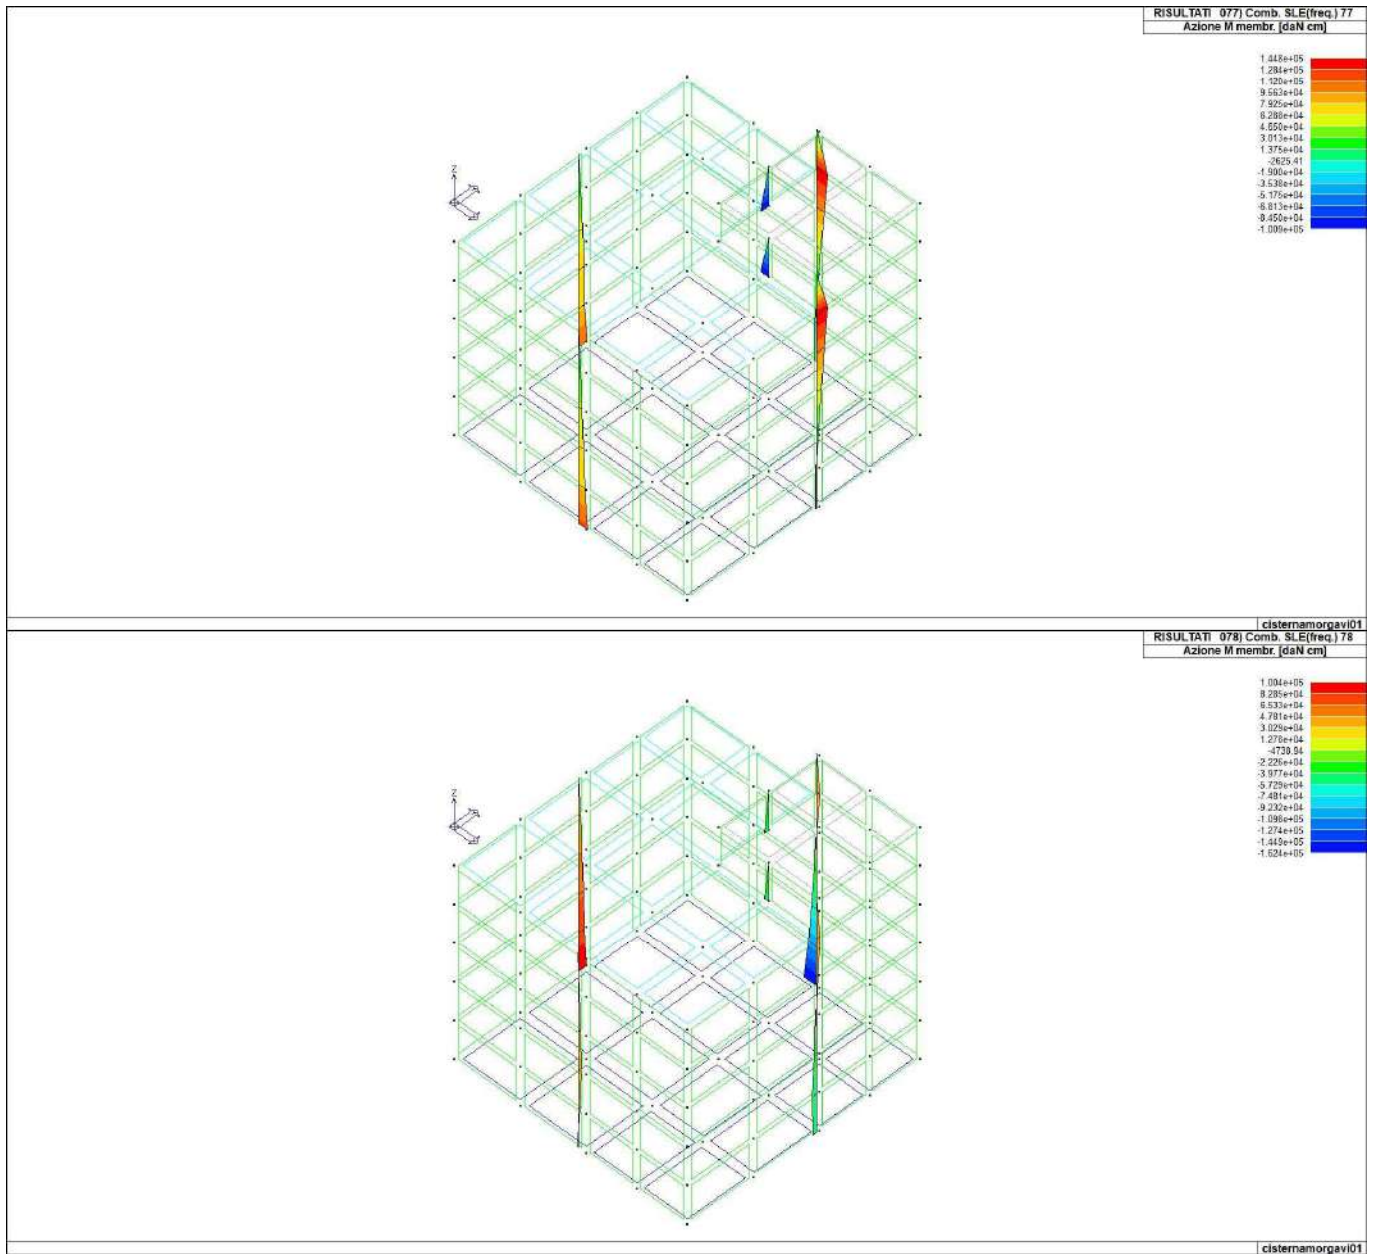 RISULTATI 077) Comb. SLE(freq.) 77
Azione M membr. [daN cm]
1.448e+05
1.284e+05
1.120e+05
9.563e+04
7.925e+04
6.288e+04
4.650e+04
3.013e+04
1.375e+04
-2625.41
-1.900e+04
-3.538e+04
-5.175e+04
-6.813e+04
-8.450e+04
-1.009e+05
Z
cisternamorgavi01
RISULTATI 078) Comb. SLE(freq.) 78
Azione M membr. [daN cm]
1.004e+05
8.285e+04
6.533e+04
4.781e+04
3.029e+04
1.278e+04
-4738.94
-2.226e+04
-3.977e+04
-5.729e+04
-7.481e+04
-9.232e+04
-1.098e+05
-1.274e+05
-1.449e+05
-1.624e+05
Z
cisternamorgavi01